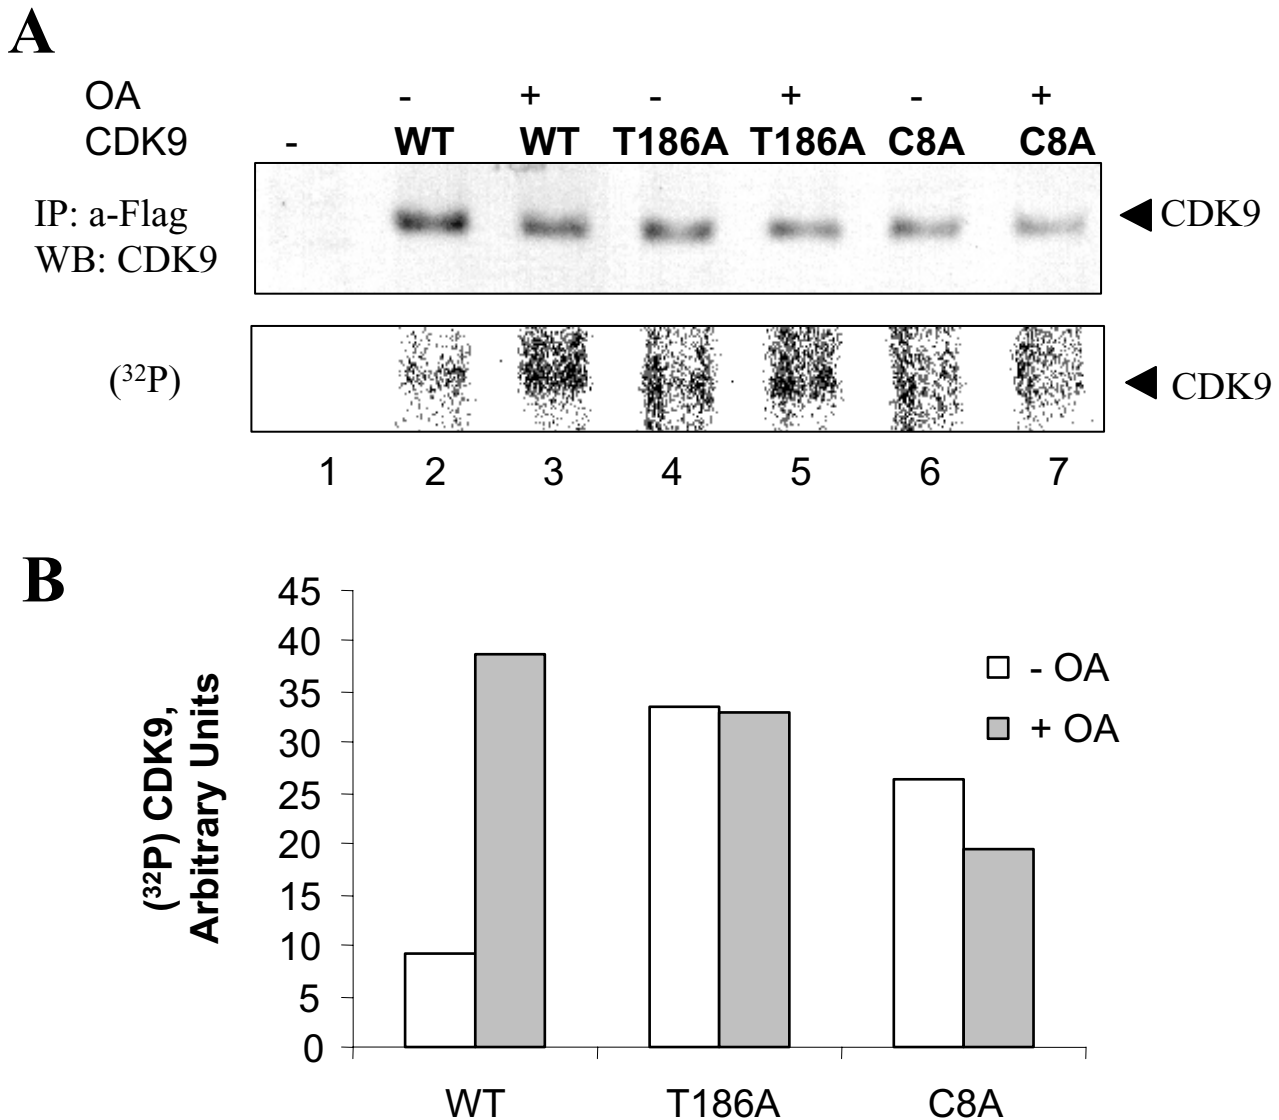 A
OA - + - + - +
CDK9 - WT WT T186A T186A C8A C8A
IP: a-Flag
WB: CDK9
CDK9
(³²P)
CDK9
1 2 3 4 5 6 7
B
45
40
35
30
25
20
15
10
5
0
(³²P) CDK9,
Arbitrary Units
- OA
+ OA
WT T186A C8A